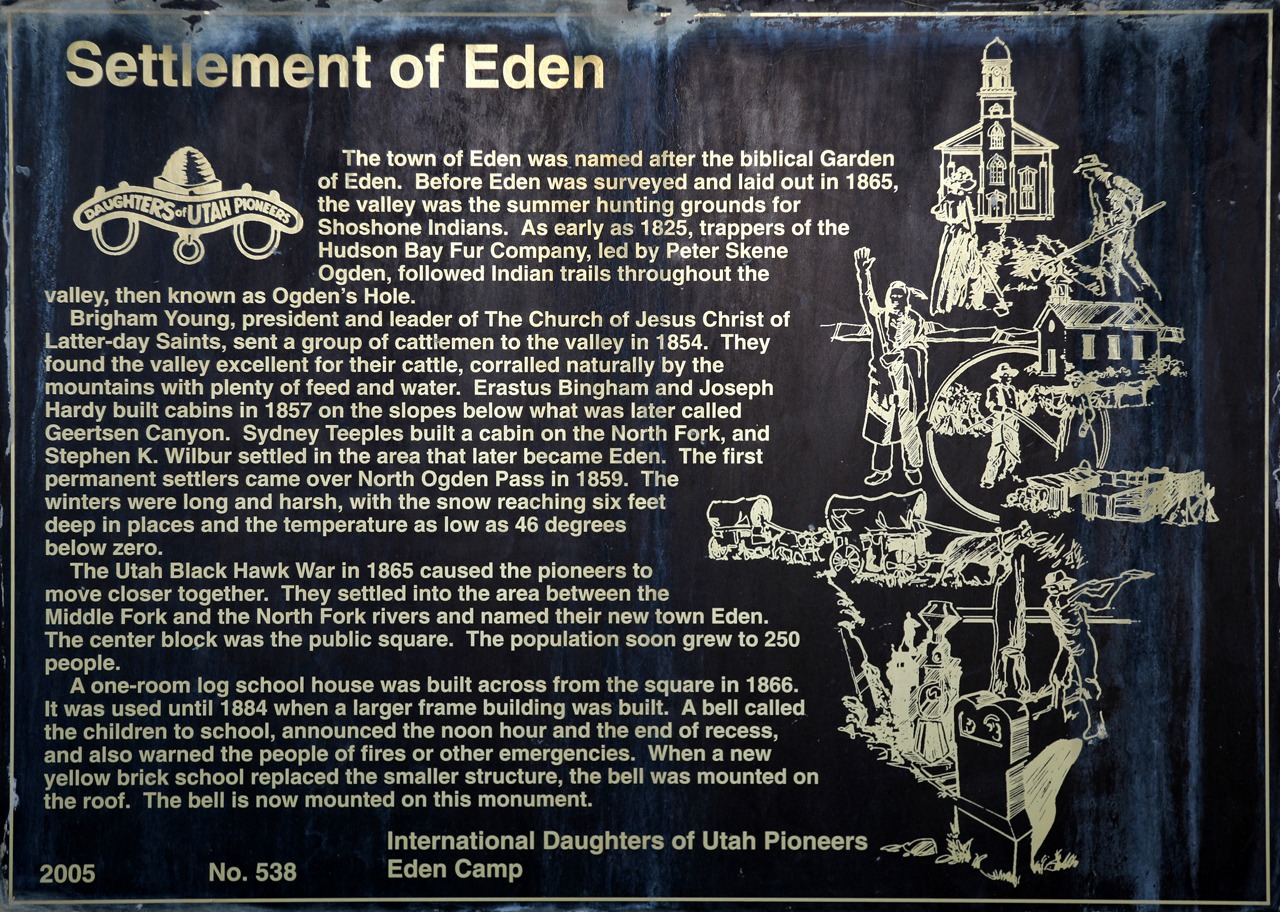 Settlement of Eden
DAUGHTERS of UTAH PIONEERS
The town of Eden was named after the biblical Garden
of Eden.  Before Eden was surveyed and laid out in 1865,
the valley was the summer hunting grounds for
Shoshone Indians.  As early as 1825, trappers of the
Hudson Bay Fur Company, led by Peter Skene
Ogden, followed Indian trails throughout the
valley, then known as Ogden's Hole.
Brigham Young, president and leader of The Church of Jesus Christ of
Latter-day Saints, sent a group of cattlemen to the valley in 1854.  They
found the valley excellent for their cattle, corralled naturally by the
mountains with plenty of feed and water.  Erastus Bingham and Joseph
Hardy built cabins in 1857 on the slopes below what was later called
Geertsen Canyon.  Sydney Teeples built a cabin on the North Fork, and
Stephen K. Wilbur settled in the area that later became Eden.  The first
permanent settlers came over North Ogden Pass in 1859.  The
winters were long and harsh, with the snow reaching six feet
deep in places and the temperature as low as 46 degrees
below zero.
The Utah Black Hawk War in 1865 caused the pioneers to
move closer together.  They settled into the area between the
Middle Fork and the North Fork rivers and named their new town Eden.
The center block was the public square.  The population soon grew to 250
people.
A one-room log school house was built across from the square in 1866.
It was used until 1884 when a larger frame building was built.  A bell called
the children to school, announced the noon hour and the end of recess,
and also warned the people of fires or other emergencies.  When a new
yellow brick school replaced the smaller structure, the bell was mounted on
the roof.  The bell is now mounted on this monument.
International Daughters of Utah Pioneers
2005 No. 538 Eden Camp